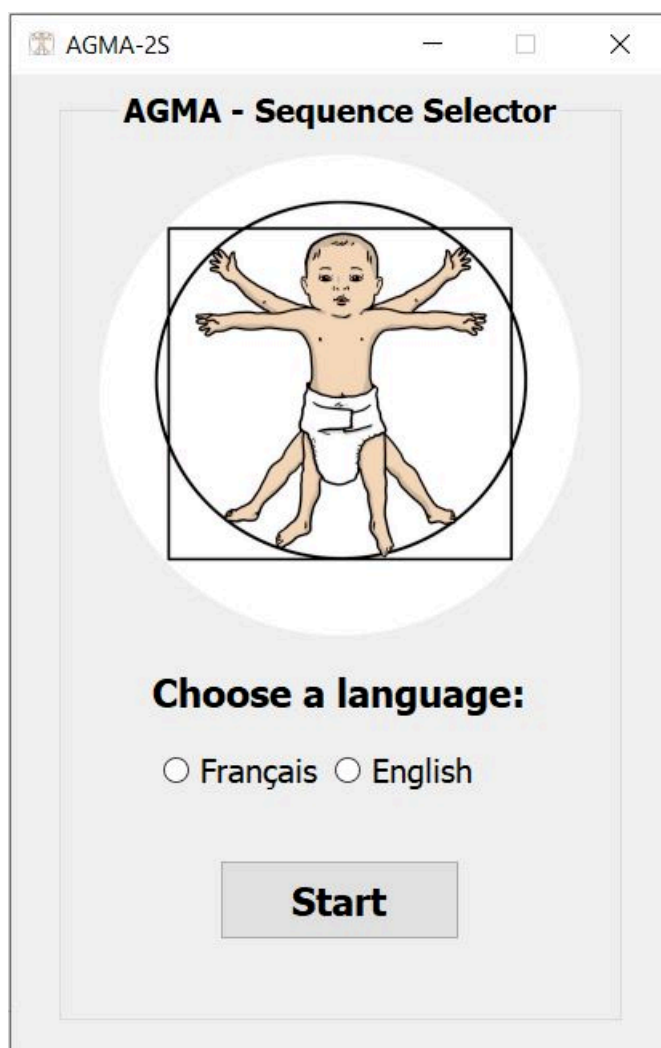 AGMA-2S
AGMA - Sequence Selector
Choose a language:
Français English
Start